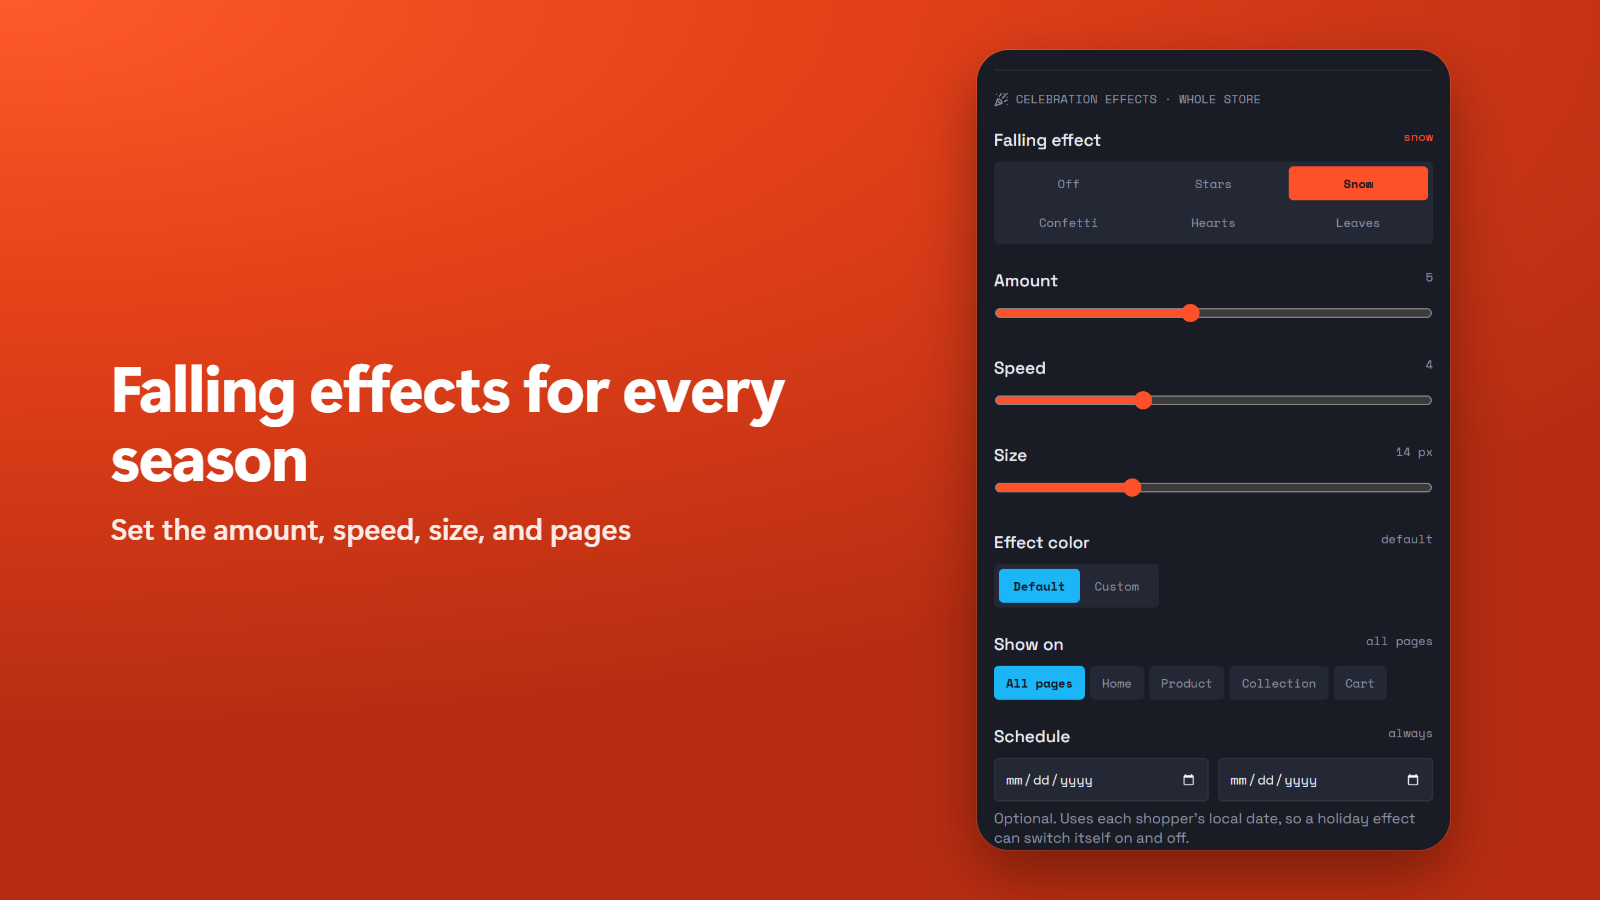 Falling effects for every
season
Set the amount, speed, size, and pages
CELEBRATION EFFECTS · WHOLE STORE
Falling effect snow
Off Stars Snow
Confetti Hearts Leaves
Amount 5
Speed 4
Size 14 px
Effect color default
Default Custom
Show on all pages
All pages Home Product Collection Cart
Schedule always
mm/dd/yyyy mm/dd/yyyy
Optional. Uses each shopper's local date, so a holiday effect
can switch itself on and off.